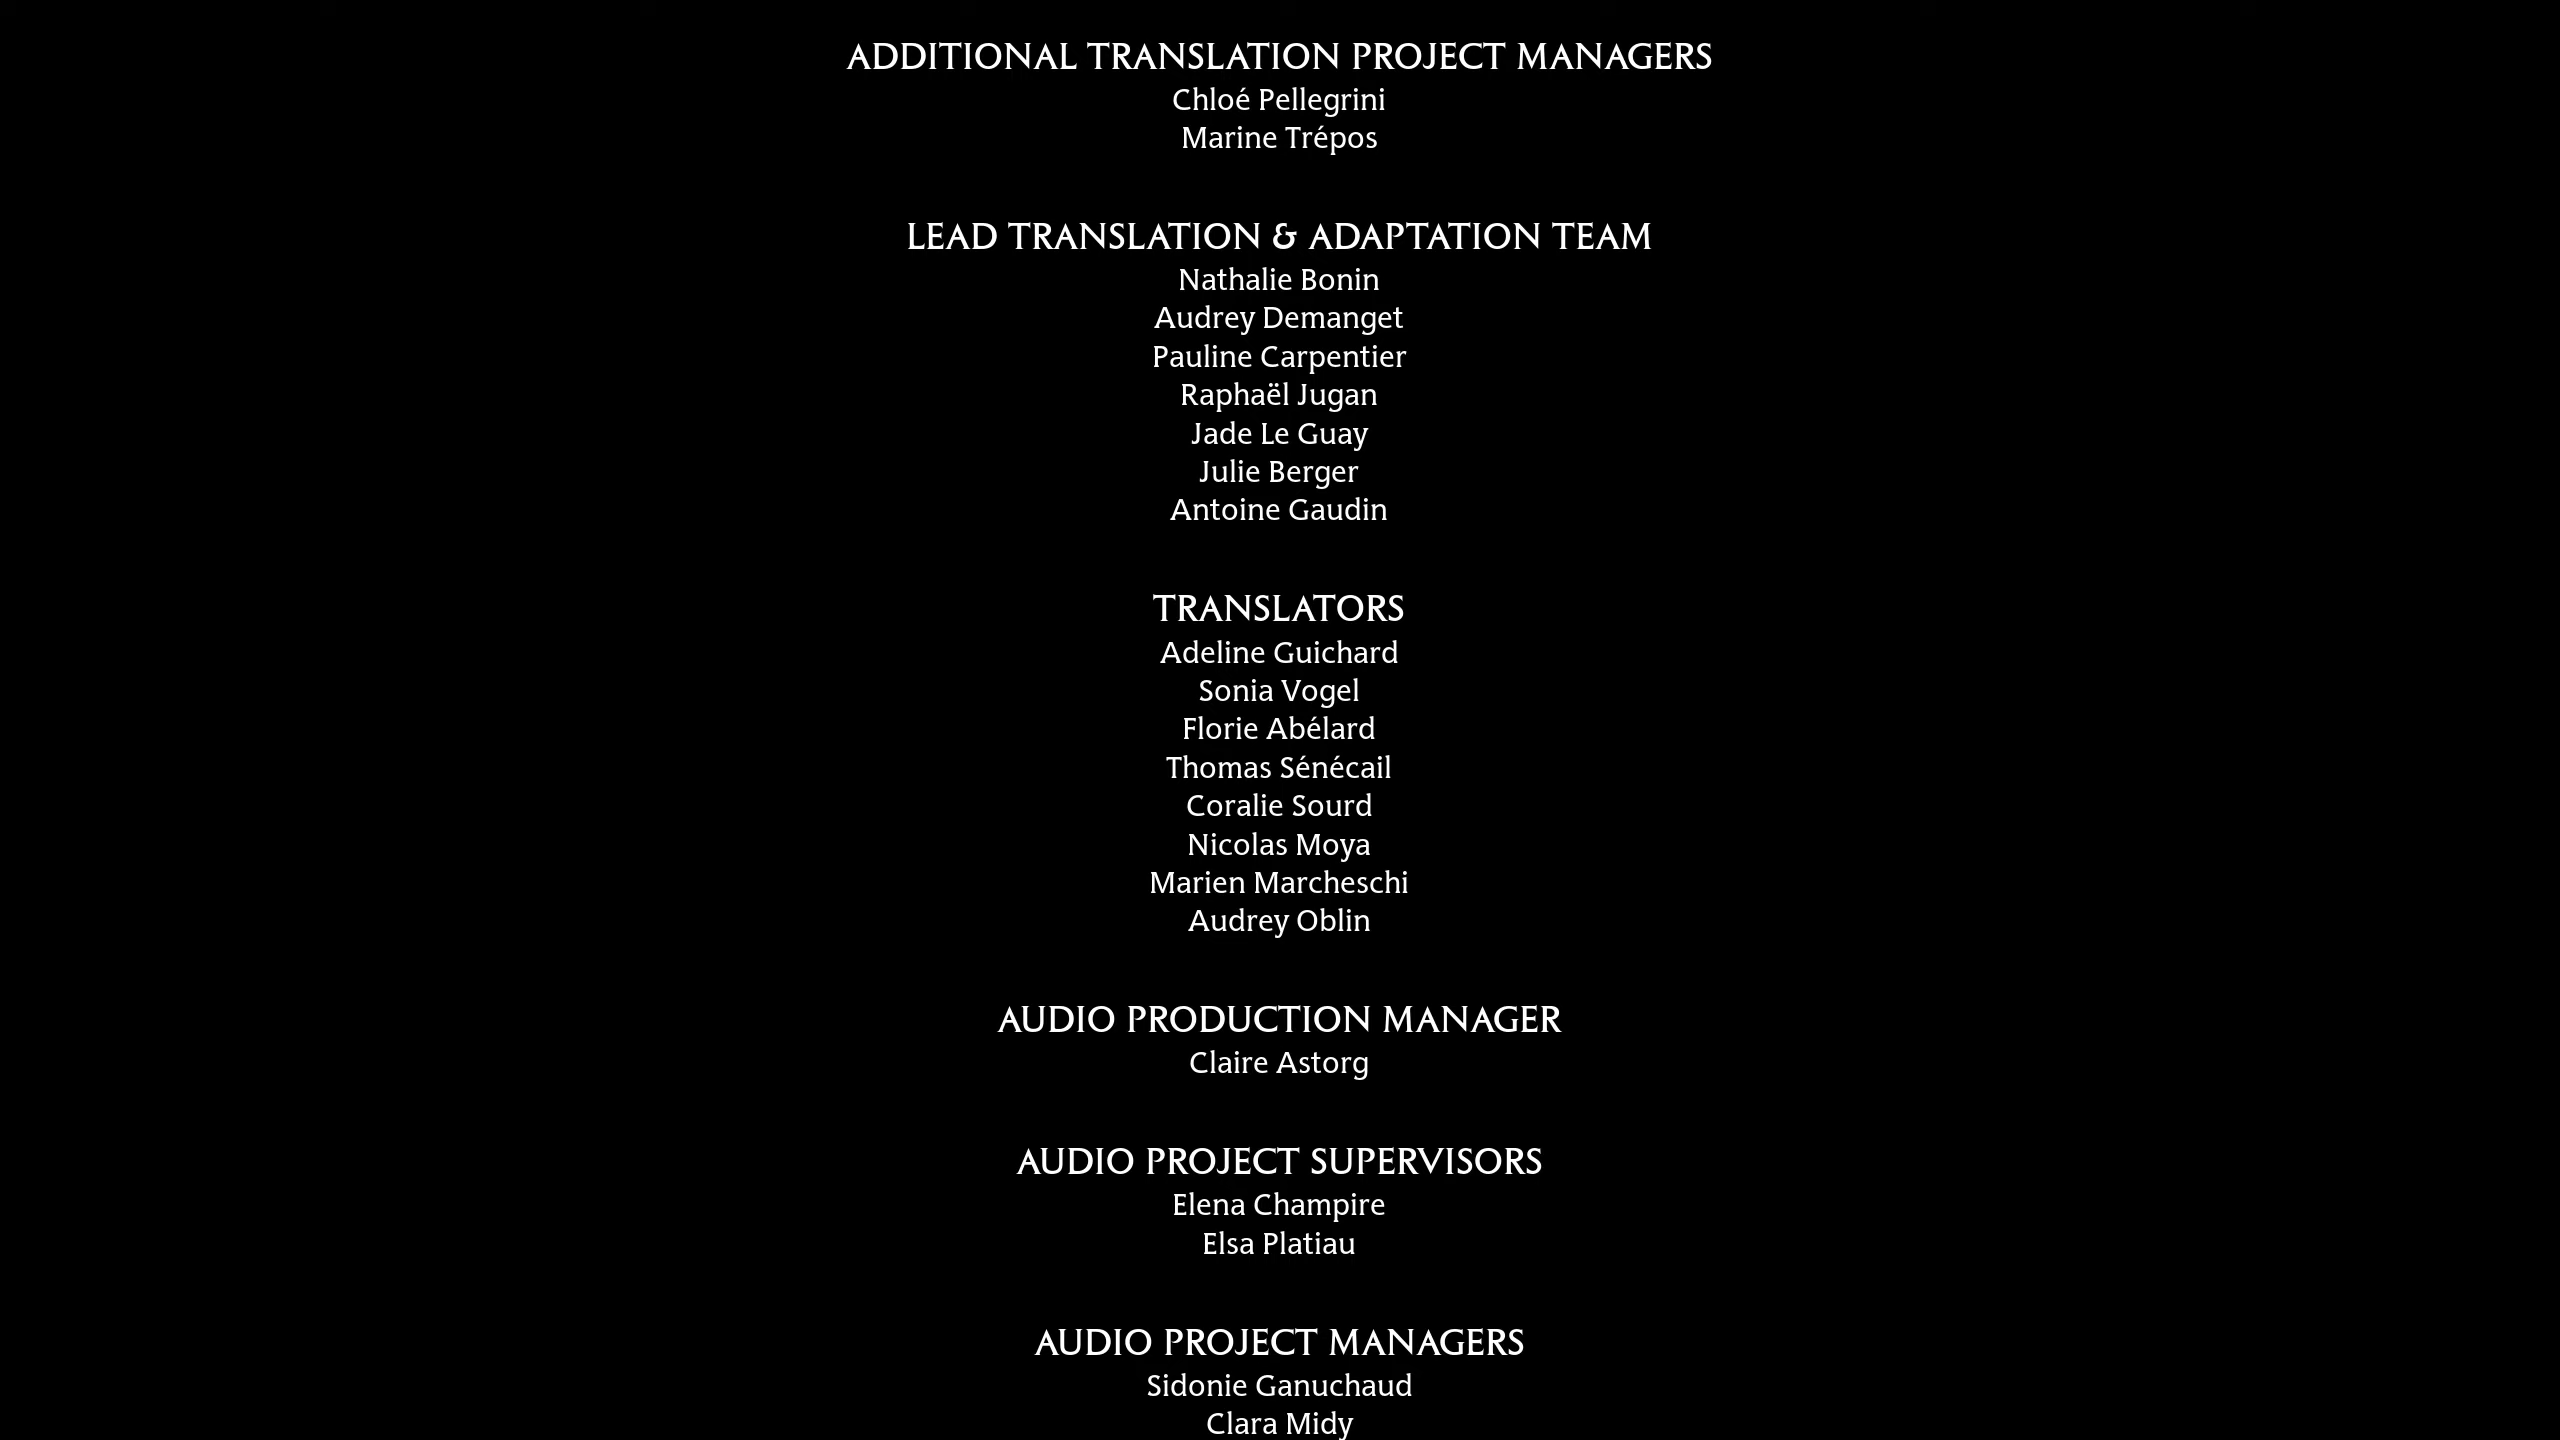 ADDITIONAL TRANSLATION PROJECT MANAGERS
Chloé Pellegrini
Marine Trépos
LEAD TRANSLATION & ADAPTATION TEAM
Nathalie Bonin
Audrey Demanget
Pauline Carpentier
Raphaël Jugan
Jade Le Guay
Julie Berger
Antoine Gaudin
TRANSLATORS
Adeline Guichard
Sonia Vogel
Florie Abélard
Thomas Sénécail
Coralie Sourd
Nicolas Moya
Marien Marcheschi
Audrey Oblin
AUDIO PRODUCTION MANAGER
Claire Astorg
AUDIO PROJECT SUPERVISORS
Elena Champire
Elsa Platiau
AUDIO PROJECT MANAGERS
Sidonie Ganuchaud
Clara Midy